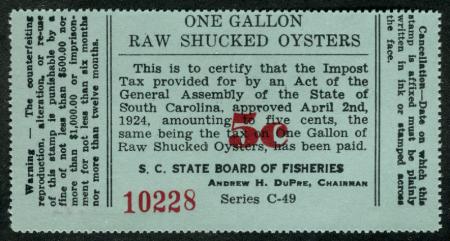 Warning — The counterfeiting
reproduction, alteration or re-use
of this stamp is punishable by a
fine of not less than $500.00 nor
more than $1,000.00 or imprison-
ment for not less than six months
nor more than twelve months.
ONE GALLON
RAW SHUCKED OYSTERS
This is to certify that the Impost
Tax provided for by an Act of the
General Assembly of the State of
South Carolina, approved April 2nd,
1924, amounting to five cents, the
same being the tax on One Gallon of
Raw Shucked Oysters, has been paid.
5c
S. C. STATE BOARD OF FISHERIES
ANDREW H. DUPRE, CHAIRMAN
10228 Series C-49
Cancellation—Date on which this
stamp is affixed must be plainly
written in ink or stamped across
the face.